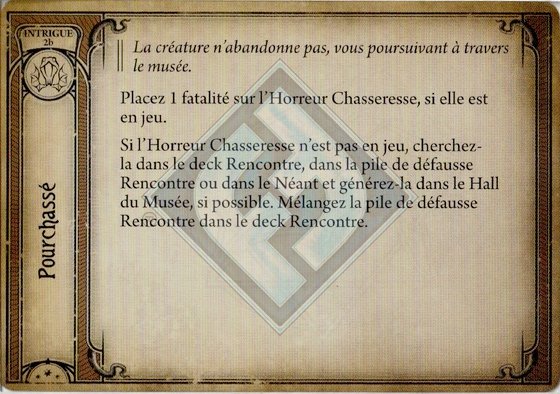 INTRIGUE
2b
Pourchassé
La créature n'abandonne pas, vous poursuivant à travers
le musée.
Placez 1 fatalité sur l'Horreur Chasseresse, si elle est
en jeu.
Si l'Horreur Chasseresse n'est pas en jeu, cherchez-
la dans le deck Rencontre, dans la pile de défausse
Rencontre ou dans le Néant et générez-la dans le Hall
du Musée, si possible. Mélangez la pile de défausse
Rencontre dans le deck Rencontre.